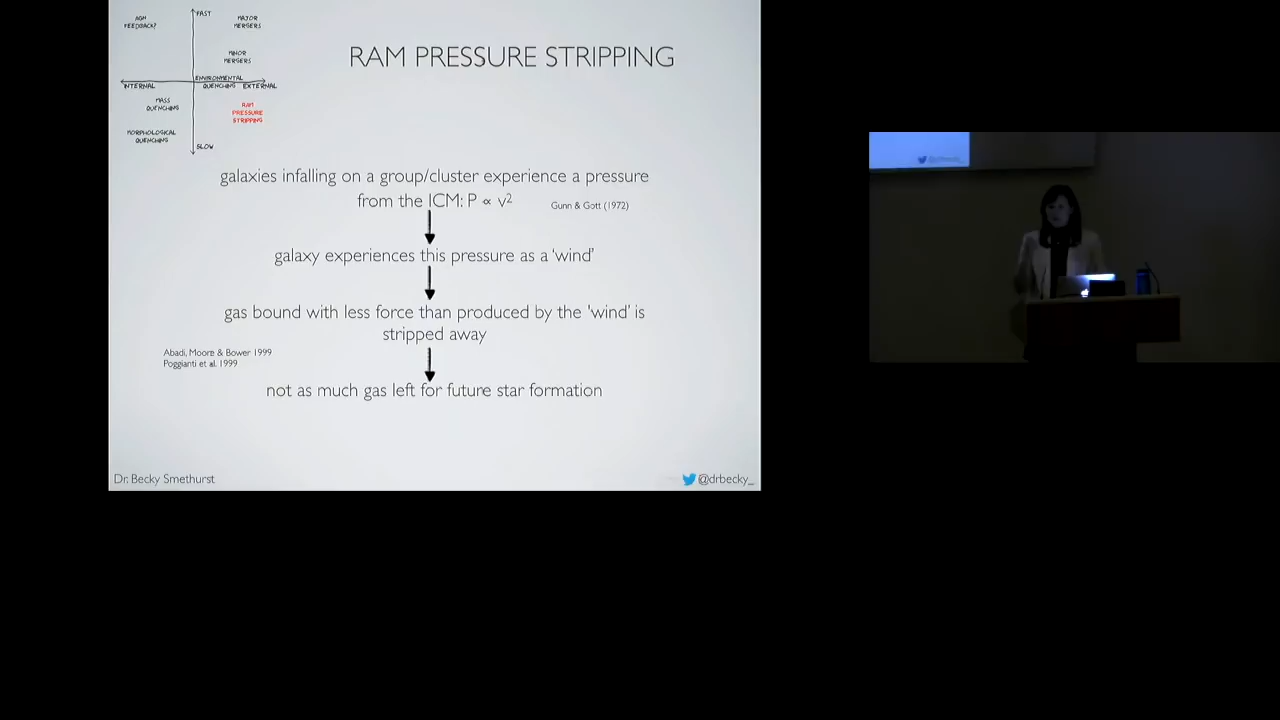 FAST
AGN
FEEDBACK?
MAJOR
MERGERS
MINOR
MERGERS
ENVIRONMENTAL
QUENCHING
INTERNAL
EXTERNAL
MASS
QUENCHING
RAM
PRESSURE
STRIPPING
MORPHOLOGICAL
QUENCHING
SLOW
RAM PRESSURE STRIPPING
galaxies infalling on a group/cluster experience a pressure
from the ICM: P ∝ v²
Gunn & Gott (1972)
galaxy experiences this pressure as a ‘wind’
gas bound with less force than produced by the ‘wind’ is
stripped away
Abadi, Moore & Bower 1999
Poggianti et al. 1999
not as much gas left for future star formation
Dr. Becky Smethurst
@drbecky_